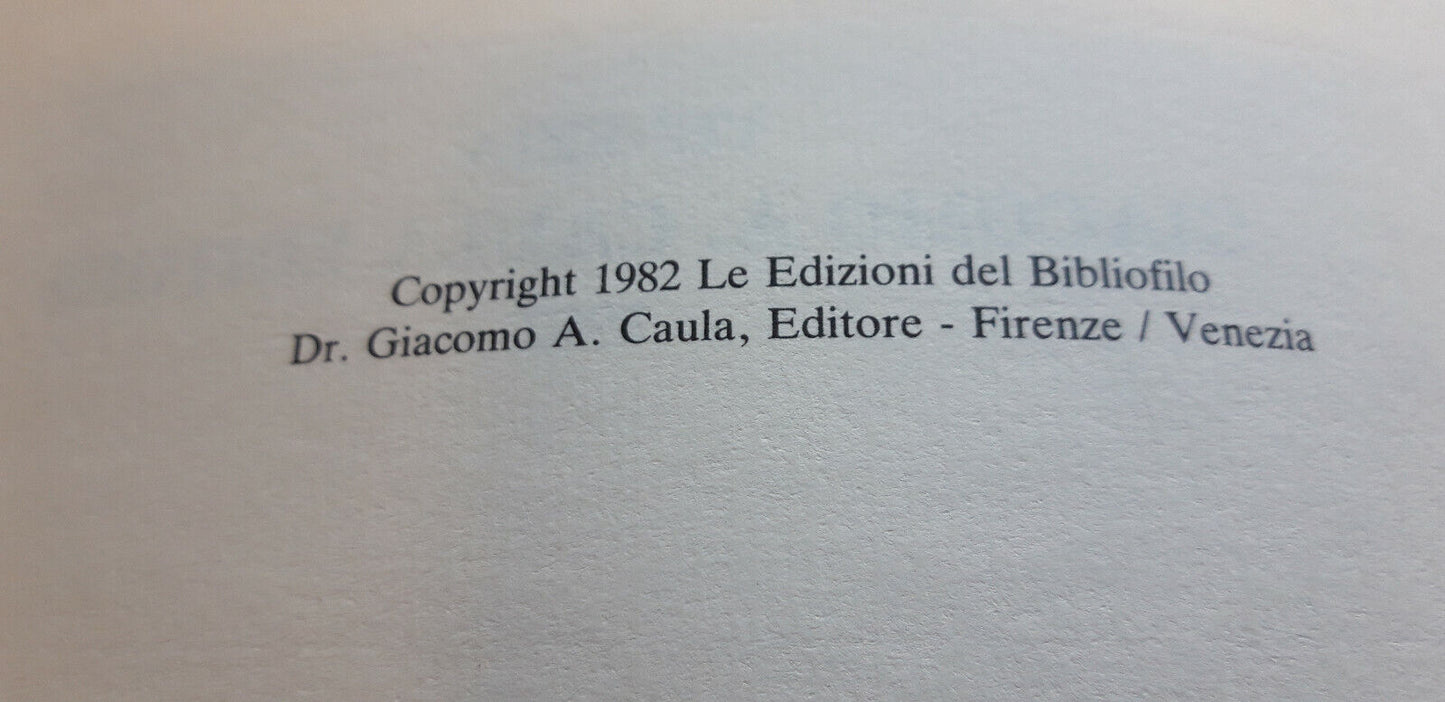 Copyright 1982 Le Edizioni del Bibliofilo
Dr. Giacomo A. Caula, Editore - Firenze / Venezia